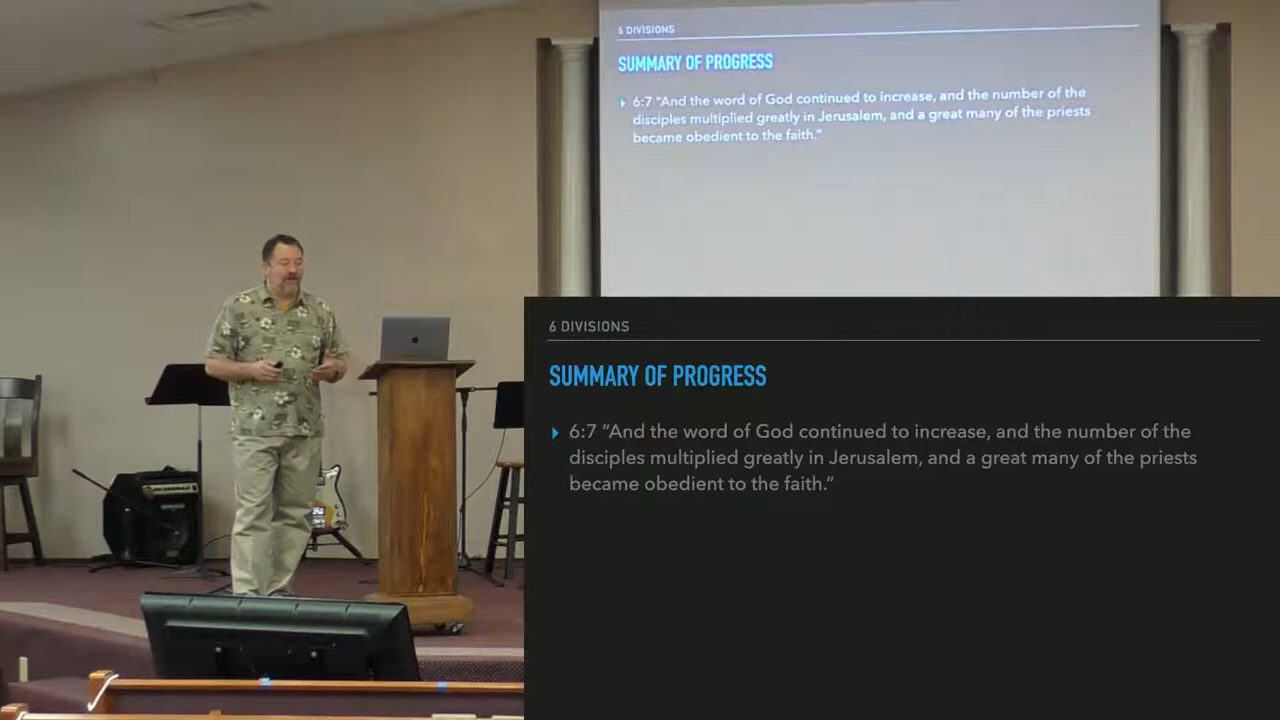 6 DIVISIONS
SUMMARY OF PROGRESS
6:7 “And the word of God continued to increase, and the number of the
disciples multiplied greatly in Jerusalem, and a great many of the priests
became obedient to the faith.”
6 DIVISIONS
SUMMARY OF PROGRESS
6:7 “And the word of God continued to increase, and the number of the
disciples multiplied greatly in Jerusalem, and a great many of the priests
became obedient to the faith.”